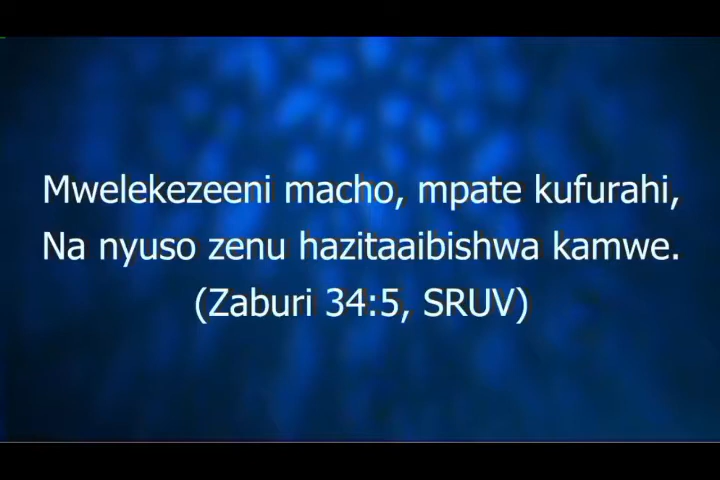 Mwelekezeeni macho, mpate kufurahi,
Na nyuso zenu hazitaaibishwa kamwe.
(Zaburi 34:5, SRUV)